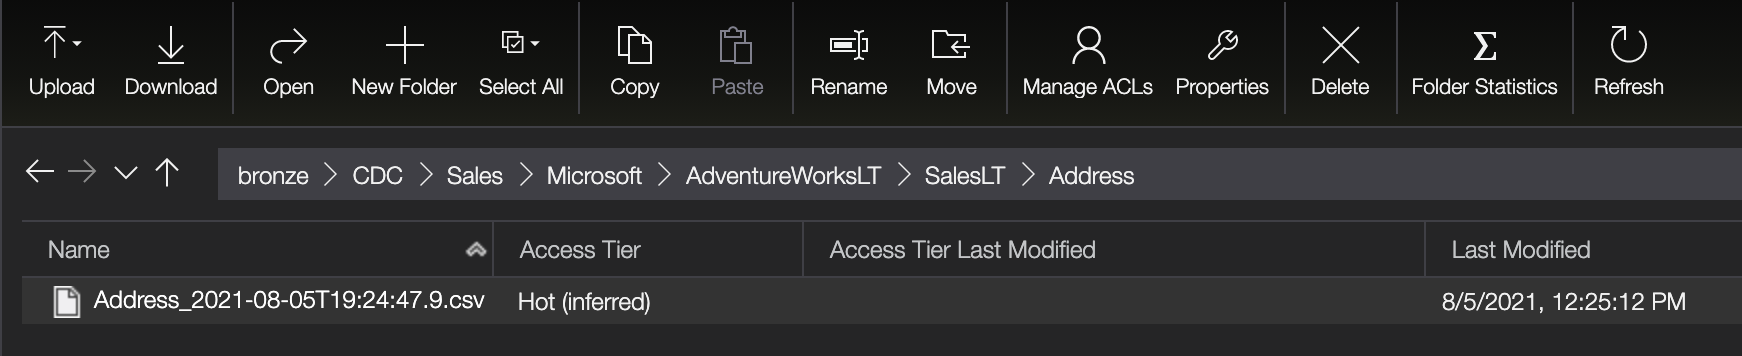 Upload Download Open New Folder Select All Copy Paste Rename Move Manage ACLs Properties Delete Folder Statistics Refresh
bronze CDC Sales Microsoft AdventureWorksLT SalesLT Address
Name Access Tier Access Tier Last Modified Last Modified
Address_2021-08-05T19:24:47.9.csv Hot (inferred) 8/5/2021, 12:25:12 PM